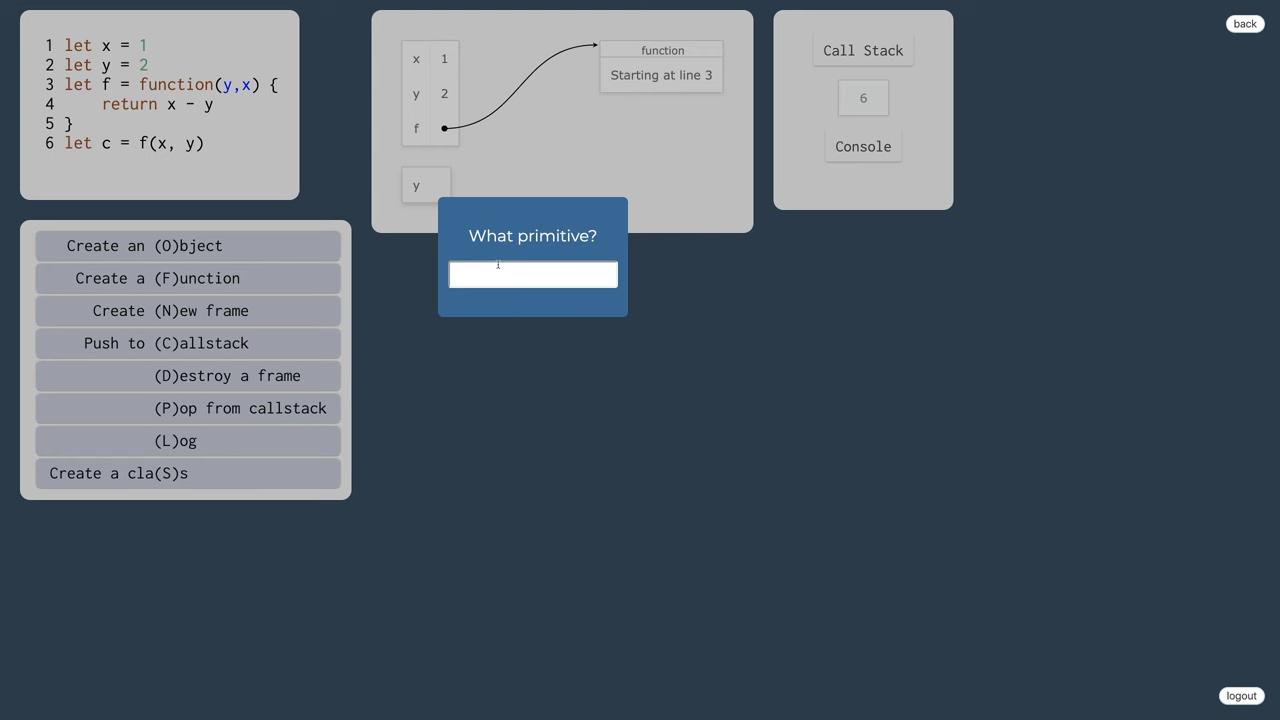 1 let x = 1
2 let y = 2
3 let f = function(y,x) {
4     return x - y
5 }
6 let c = f(x, y)
x 1
y 2
f
function
Starting at line 3
y
Call Stack
6
Console
back
What primitive?
Create an (O)bject
Create a (F)unction
Create (N)ew frame
Push to (C)allstack
(D)estroy a frame
(P)op from callstack
(L)og
Create a cla(S)s
logout